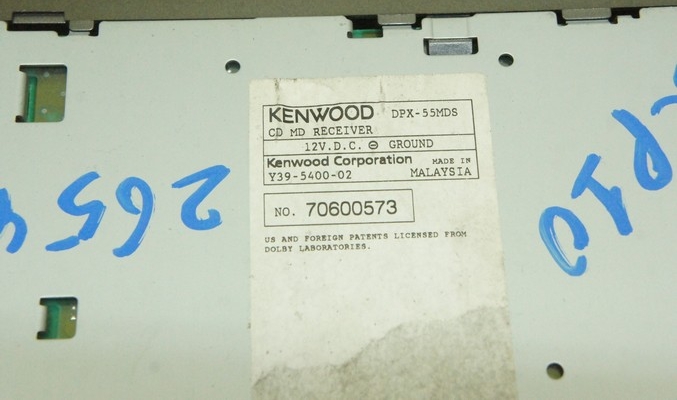 KENWOOD DPX-55MDS
CD MD RECEIVER
12V.D.C. ⊖ GROUND
Kenwood Corporation MADE IN
Y39-5400-02 MALAYSIA
NO. 70600573
US AND FOREIGN PATENTS LICENSED FROM
DOLBY LABORATORIES.
265